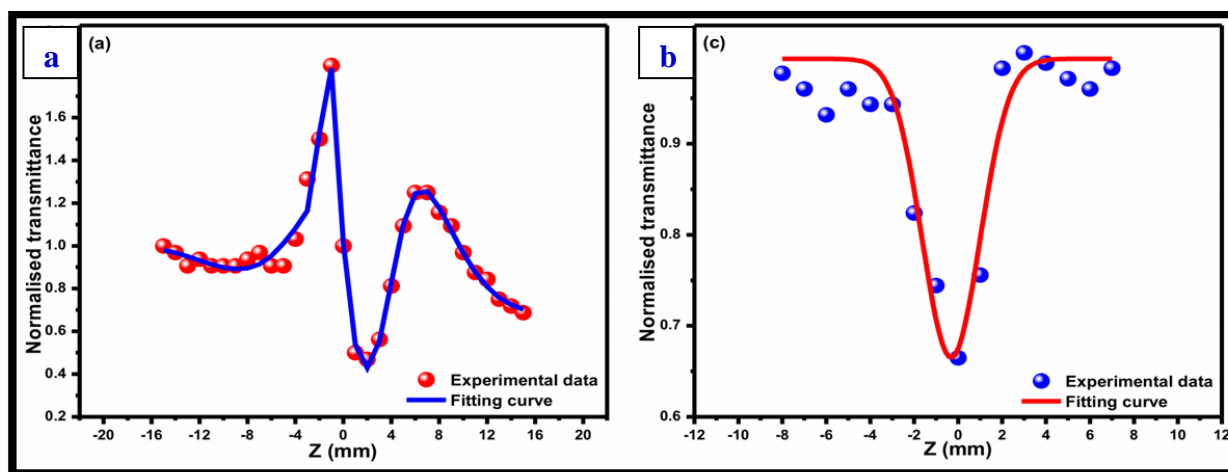 a
(a)
Normalised transmittance
1.6
1.4
1.2
1.0
0.8
0.6
0.4
0.2
-20 -16 -12 -8 -4 0 4 8 12 16 20
Z (mm)
Experimental data
Fitting curve
b
(c)
Normalised transmittance
0.9
0.8
0.7
0.6
-12 -10 -8 -6 -4 -2 0 2 4 6 8 10 12
Z (mm)
Experimental data
Fitting curve